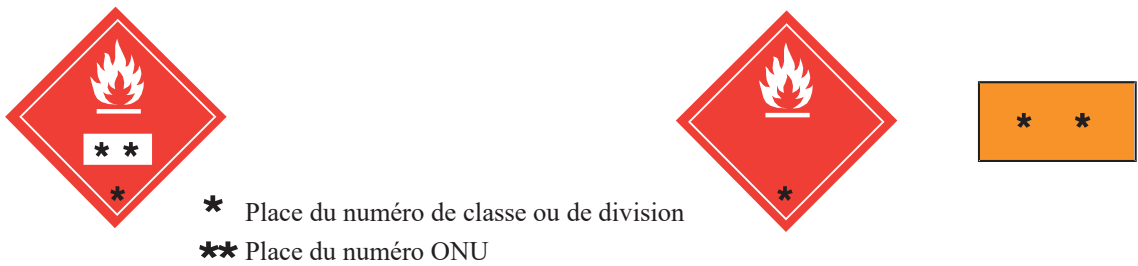 * *
*
*
* *
* Place du numéro de classe ou de division
** Place du numéro ONU